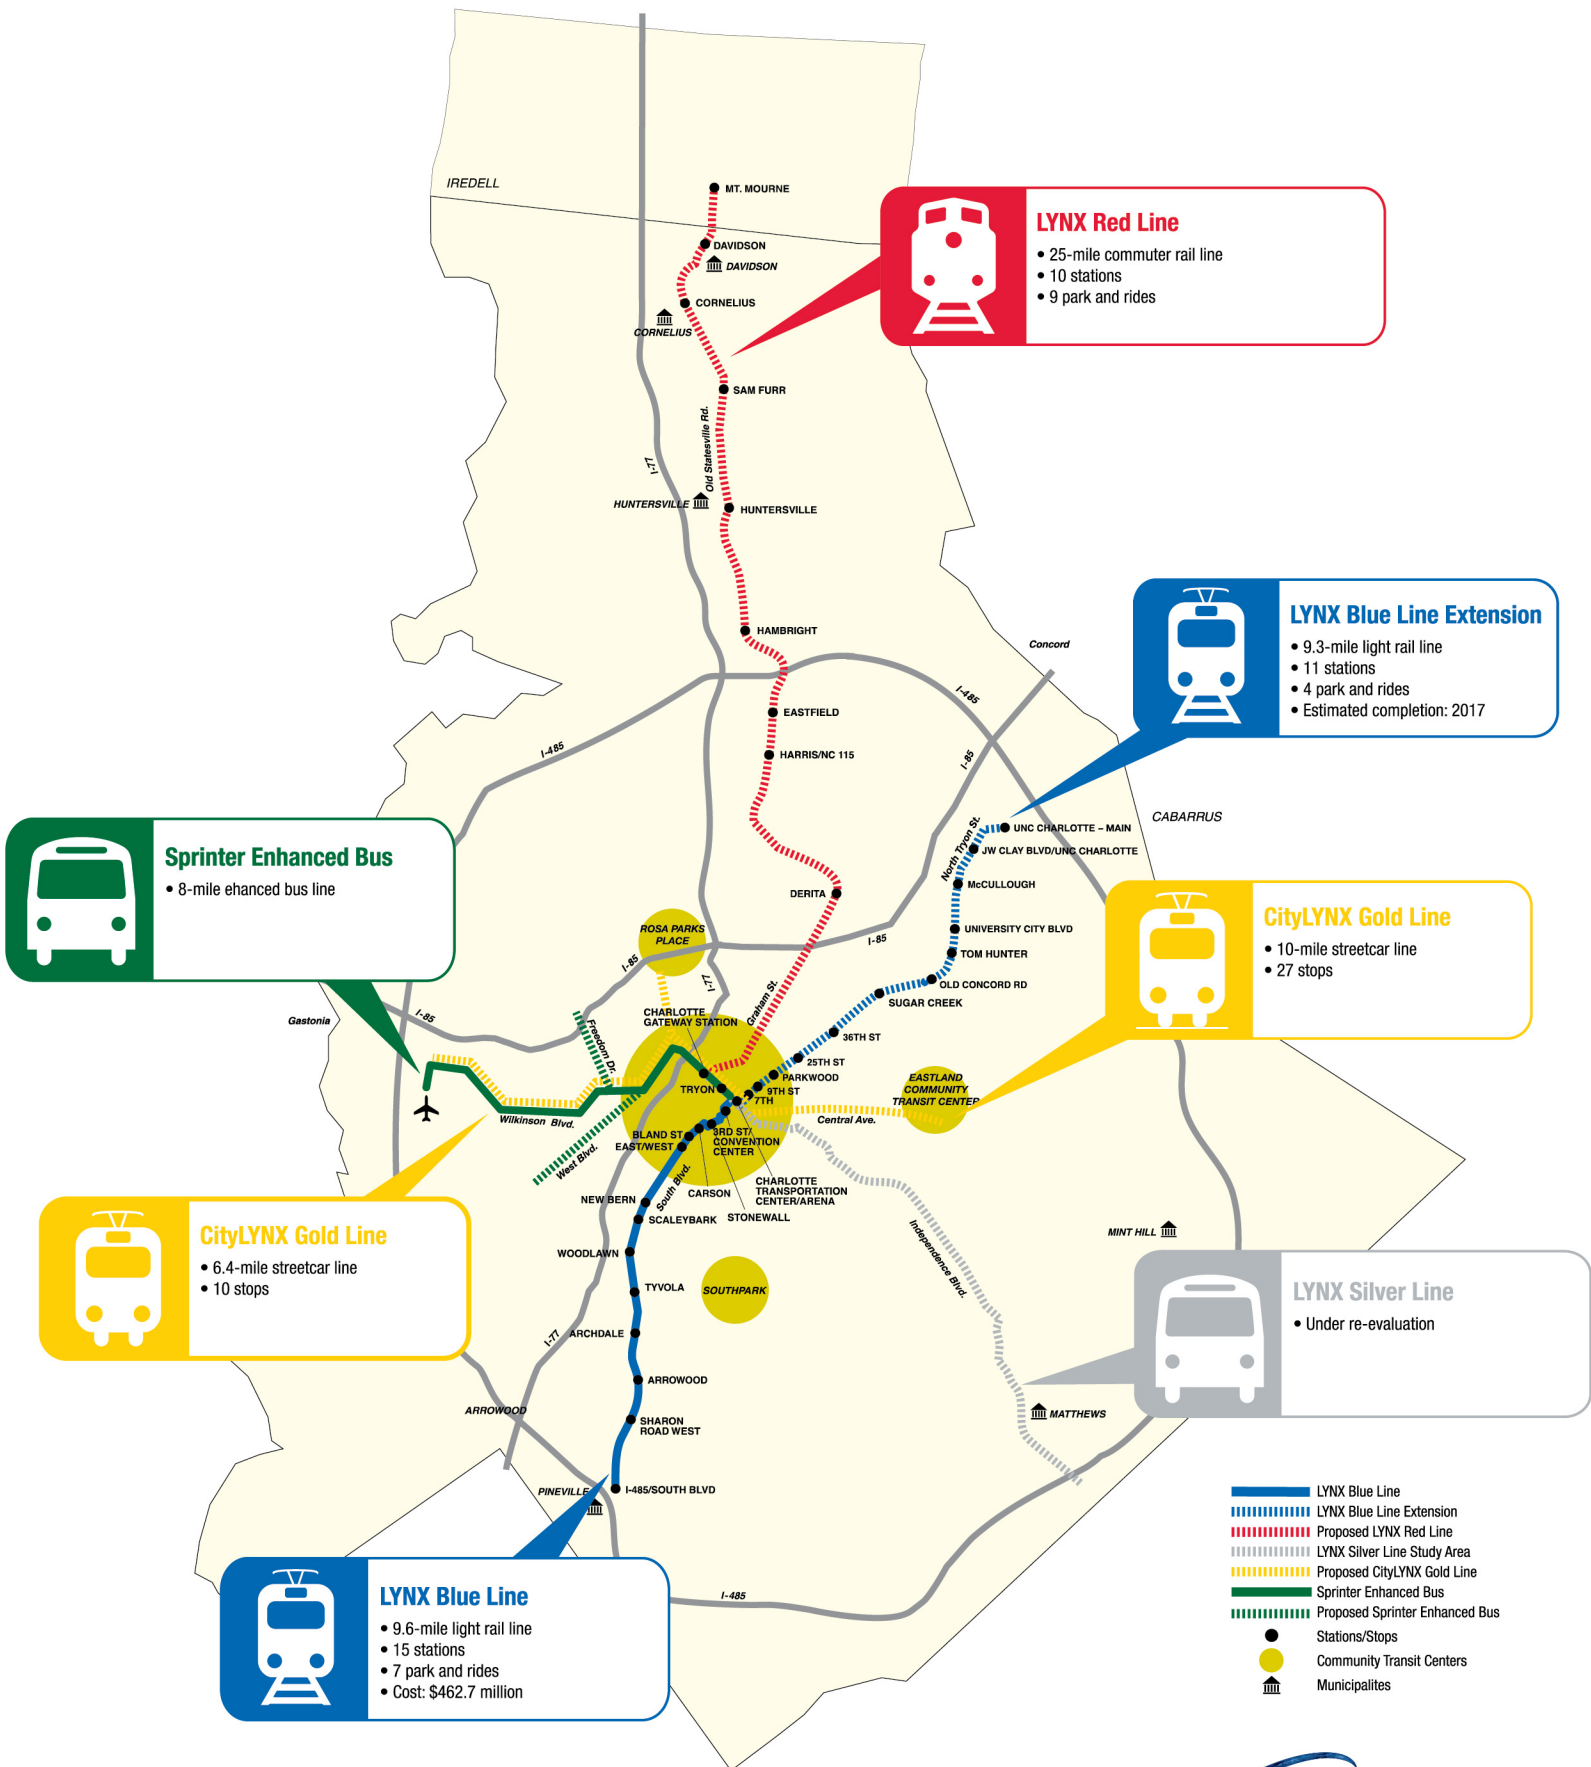 IREDELL
MT. MOURNE
DAVIDSON
DAVIDSON
CORNELIUS
CORNELIUS
SAM FURR
Old Statesville Rd.
I-77
HUNTERSVILLE
HUNTERSVILLE
HAMBRIGHT
EASTFIELD
HARRIS/NC 115
DERITA
LYNX Red Line
• 25-mile commuter rail line
• 10 stations
• 9 park and rides
LYNX Blue Line Extension
• 9.3-mile light rail line
• 11 stations
• 4 park and rides
• Estimated completion: 2017
Concord
I-485
I-85
I-485
CABARRUS
UNC CHARLOTTE – MAIN
North Tryon St.
JW CLAY BLVD/UNC CHARLOTTE
McCULLOUGH
UNIVERSITY CITY BLVD
TOM HUNTER
OLD CONCORD RD
SUGAR CREEK
36TH ST
25TH ST
PARKWOOD
9TH ST
7TH
Sprinter Enhanced Bus
• 8-mile ehanced bus line
CityLYNX Gold Line
• 10-mile streetcar line
• 27 stops
ROSA PARKS
PLACE
I-85
I-85
I-77
Graham St.
CHARLOTTE
GATEWAY STATION
Gastonia
I-85
Freedom Dr.
TRYON
EASTLAND
COMMUNITY
TRANSIT CENTER
Central Ave.
Wilkinson Blvd.
West Blvd.
BLAND ST
EAST/WEST
3RD ST/
CONVENTION
CENTER
South Blvd.
CARSON
STONEWALL
CHARLOTTE
TRANSPORTATION
CENTER/ARENA
NEW BERN
SCALEYBARK
WOODLAWN
TYVOLA
SOUTHPARK
ARCHDALE
I-77
ARROWOOD
ARROWOOD
SHARON
ROAD WEST
PINEVILLE
I-485/SOUTH BLVD
Independence Blvd.
MINT HILL
MATTHEWS
CityLYNX Gold Line
• 6.4-mile streetcar line
• 10 stops
LYNX Silver Line
• Under re-evaluation
LYNX Blue Line
• 9.6-mile light rail line
• 15 stations
• 7 park and rides
• Cost: $462.7 million
I-485
LYNX Blue Line
LYNX Blue Line Extension
Proposed LYNX Red Line
LYNX Silver Line Study Area
Proposed CityLYNX Gold Line
Sprinter Enhanced Bus
Proposed Sprinter Enhanced Bus
Stations/Stops
Community Transit Centers
Municipalites